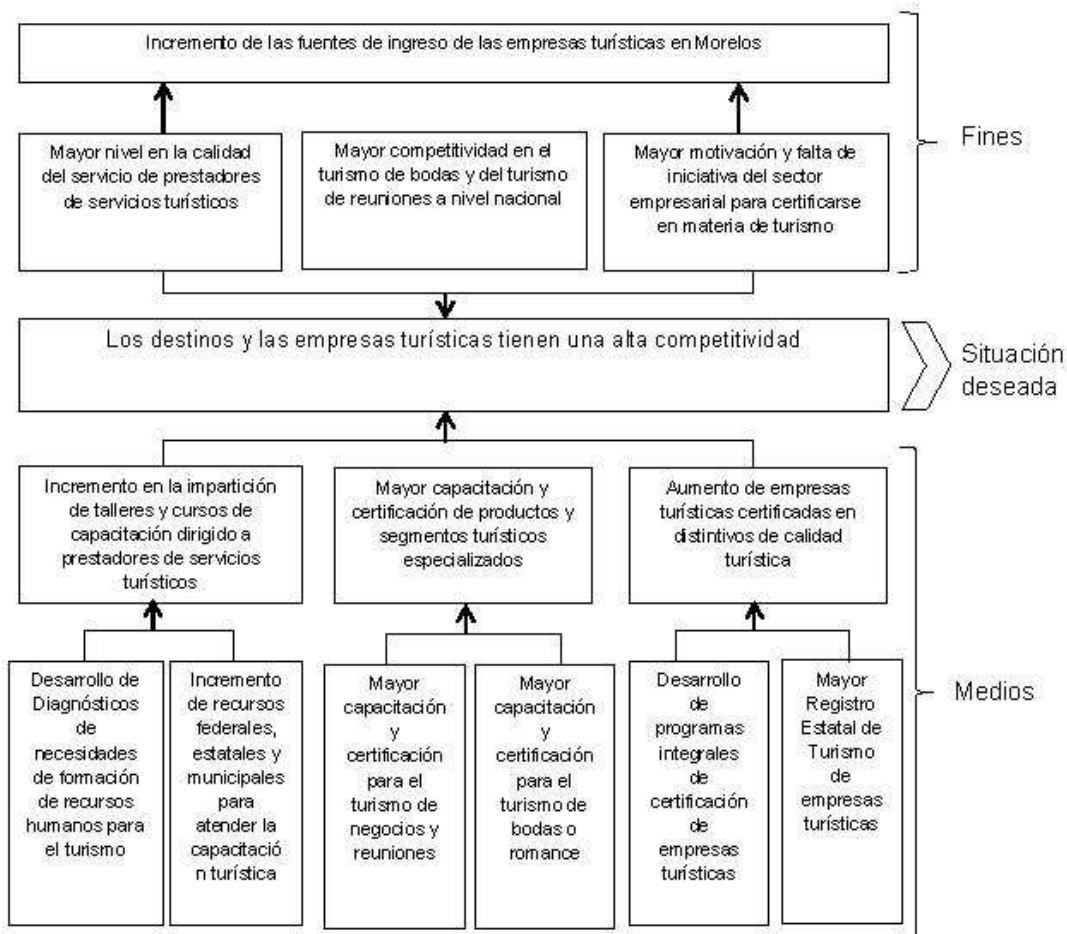 Incremento de las fuentes de ingreso de las empresas turísticas en Morelos
Mayor nivel en la calidad
del servicio de prestadores
de servicios turísticos
Mayor competitividad en el
turismo de bodas y del turismo
de reuniones a nivel nacional
Mayor motivación y falta de
iniciativa del sector
empresarial para certificarse
en materia de turismo
Fines
Los destinos y las empresas turísticas tienen una alta competitividad
Situación
deseada
Incremento en la impartición
de talleres y cursos de
capacitación dirigido a
prestadores de servicios
turísticos
Mayor capacitación y
certificación de productos y
segmentos turísticos
especializados
Aumento de empresas
turísticas certificadas en
distintivos de calidad
turística
Desarrollo de
Diagnósticos
de
necesidades
de formación
de recursos
humanos para
el turismo
Incremento
de recursos
federales,
estatales y
municipales
para
atender la
capacitació
n turística
Mayor
capacitación
y
certificación
para el
turismo de
negocios y
reuniones
Mayor
capacitación
y
certificación
para el
turismo de
bodas o
romance
Desarrollo
de
programas
integrales
de
certificación
de
empresas
turísticas
Mayor
Registro
Estatal de
Turismo
de
empresas
turísticas
Medios